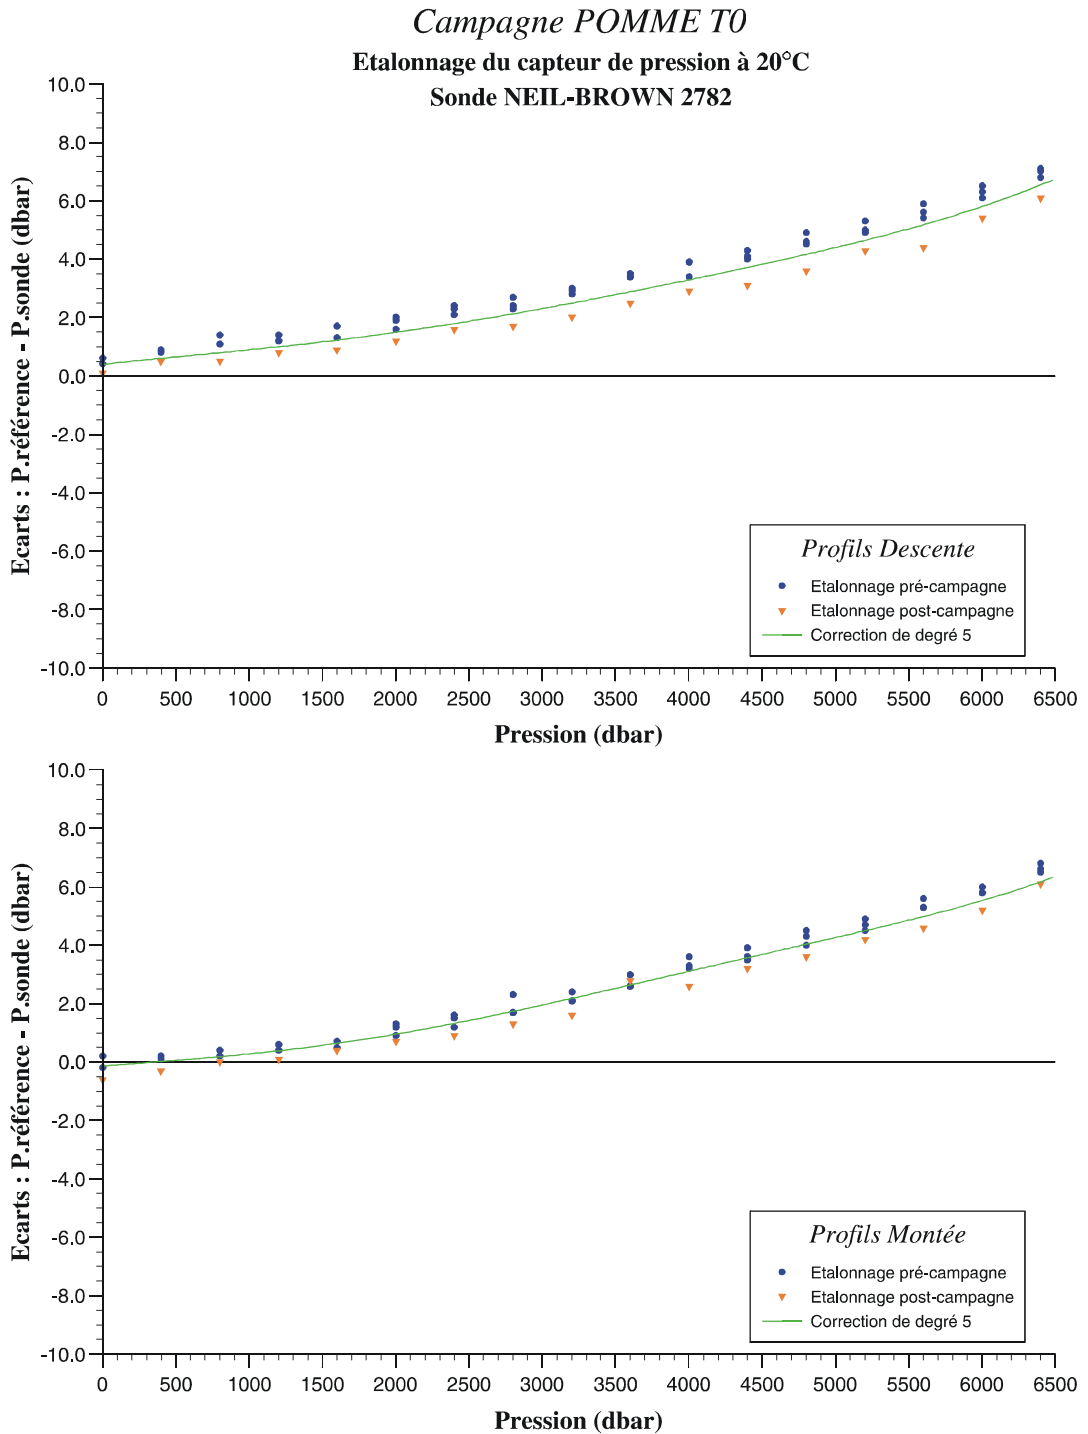 Campagne POMME T0
Etalonnage du capteur de pression à 20°C
Sonde NEIL-BROWN 2782
Ecarts : P.référence - P.sonde (dbar)
10.0
8.0
6.0
4.0
2.0
0.0
-2.0
-4.0
-6.0
-8.0
-10.0
Profils Descente
Etalonnage pré-campagne
Etalonnage post-campagne
Correction de degré 5
0 500 1000 1500 2000 2500 3000 3500 4000 4500 5000 5500 6000 6500
Pression (dbar)
Ecarts : P.référence - P.sonde (dbar)
10.0
8.0
6.0
4.0
2.0
0.0
-2.0
-4.0
-6.0
-8.0
-10.0
Profils Montée
Etalonnage pré-campagne
Etalonnage post-campagne
Correction de degré 5
0 500 1000 1500 2000 2500 3000 3500 4000 4500 5000 5500 6000 6500
Pression (dbar)